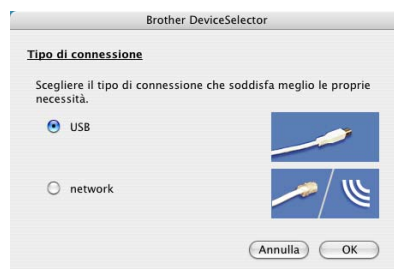 Brother DeviceSelector
Tipo di connessione
Scegliere il tipo di connessione che soddisfa meglio le proprie
necessità.
USB
network
Annulla
OK